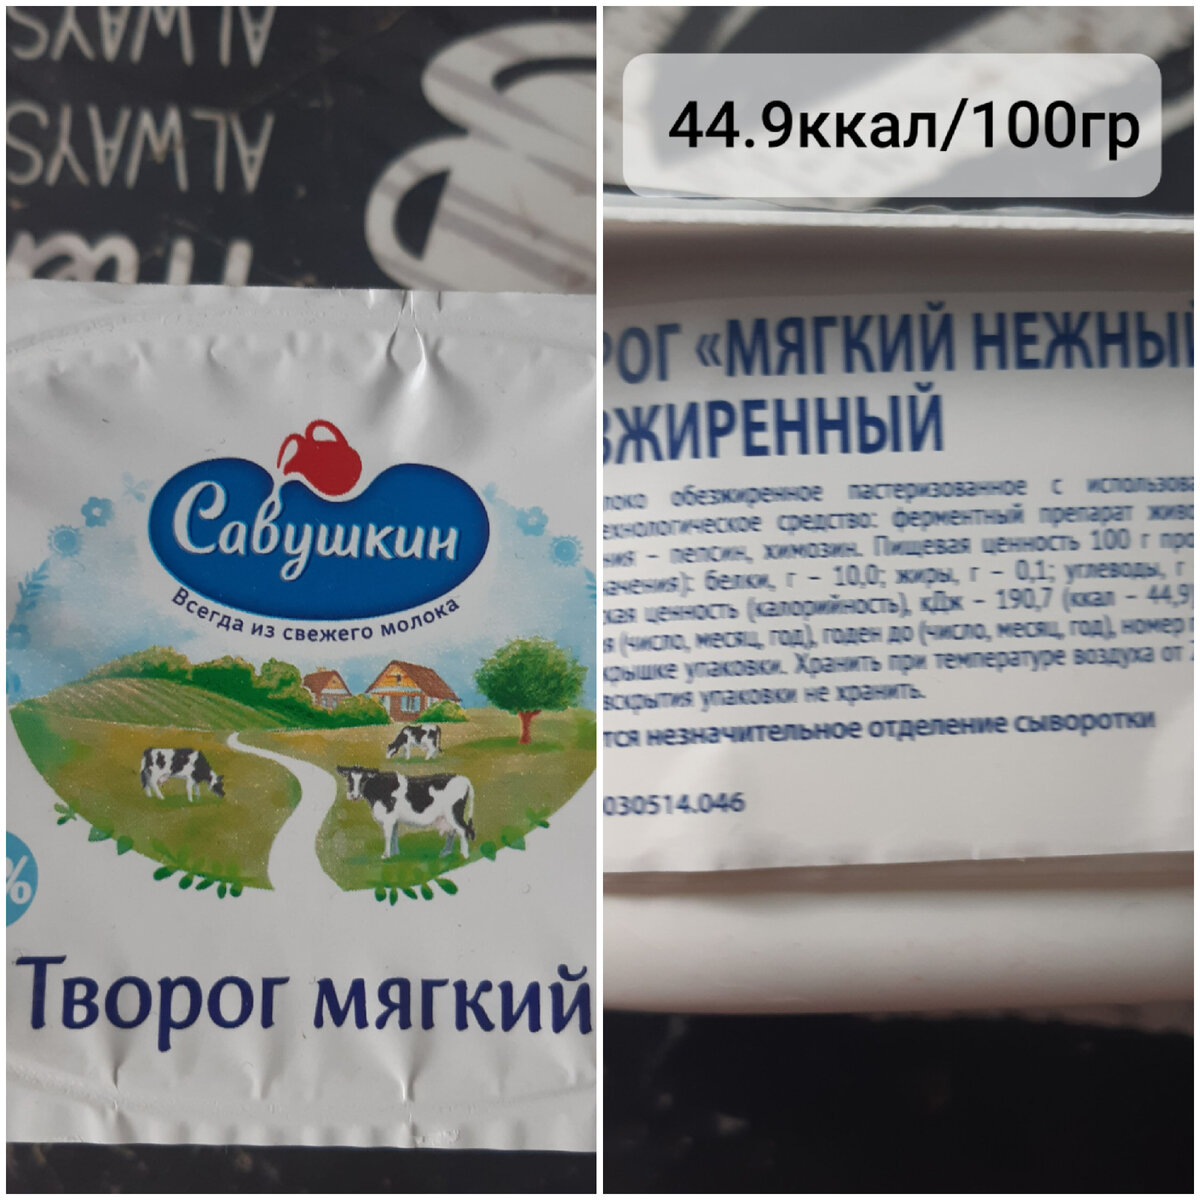 ALWAYS
ALWAYS
Савушкин
Всегда из свежего молока
%
Творог мягкий
44.9ккал/100гр
«МЯГКИЙ НЕЖНЫЙ
ЖИРЕННЫЙ
обезжиренное пастеризованное с
средство: ферментный препарат
– пепсин, химозин. Пищевая ценность 100 г
белки, г – 10,0; жиры, г – 0,1; углеводы, г
ценность (калорийность), кДж – 190,7 (ккал – 44,9)
(число, месяц, год), годен до (число, месяц, год), номер
упаковки. Хранить при температуре воздуха от
вскрытия упаковки не хранить.
незначительное отделение сыворотки
030514.046